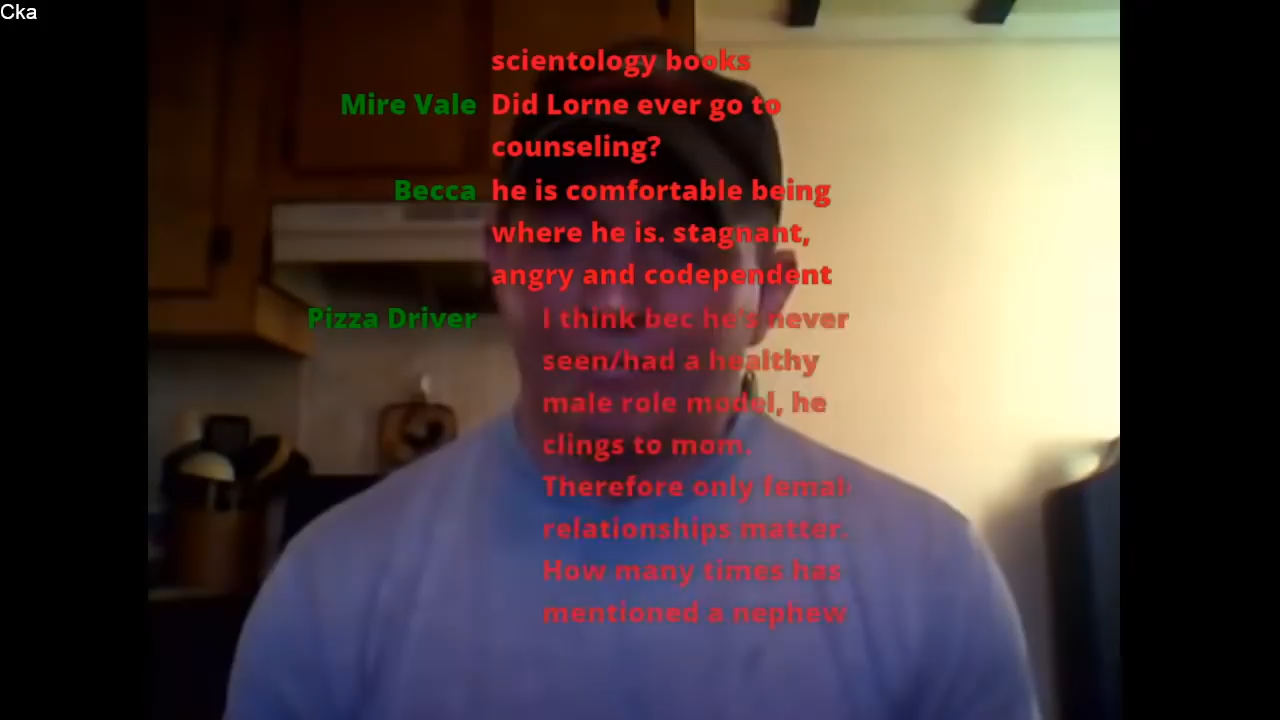 Cka
scientology books
Mire Vale Did Lorne ever go to
counseling?
Becca he is comfortable being
where he is. stagnant,
angry and codependent
Pizza Driver I think bec he's never
seen/had a healthy
male role model, he
clings to mom.
Therefore only femal
relationships matter.
How many times has
mentioned a nephew